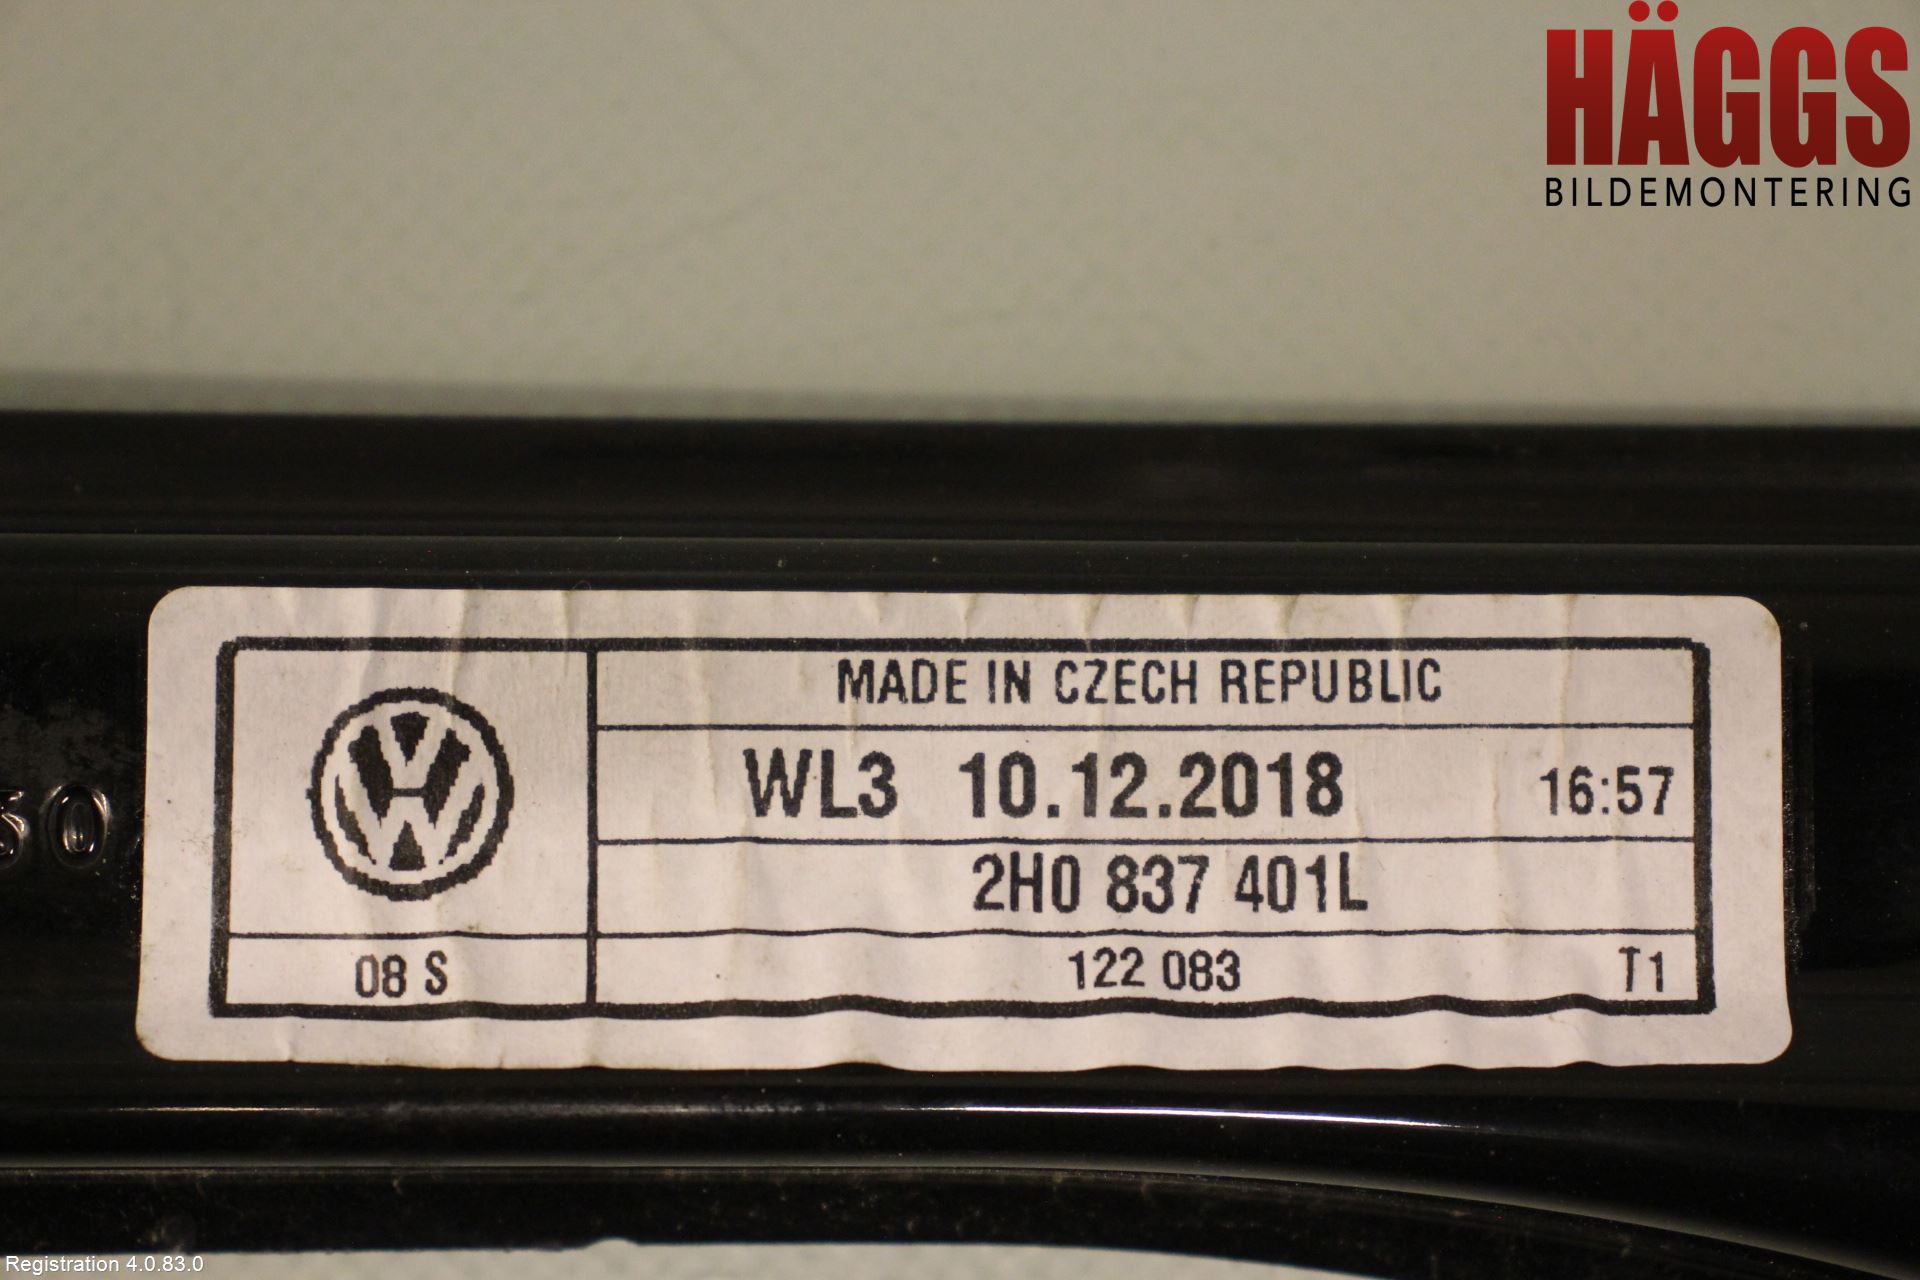 HÄGGS
BILDEMONTERING
MADE IN CZECH REPUBLIC
WL3 10.12.2018 16:57
2H0 837 401L
08 S 122 083 T1
30
Registration 4.0.83.0